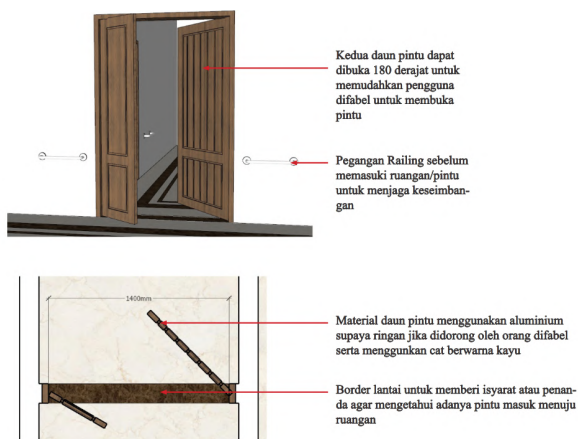 Kedua daun pintu dapat
dibuka 180 derajat untuk
memudahkan pengguna
difabel untuk membuka
pintu
Pegangan Railing sebelum
memasuki ruangan/pintu
untuk menjaga keseimban-
gan
1400mm
Material daun pintu menggunakan aluminium
supaya ringan jika didorong oleh orang difabel
serta menggunkan cat berwarna kayu
Border lantai untuk memberi isyarat atau penan-
da agar mengetahui adanya pintu masuk menuju
ruangan